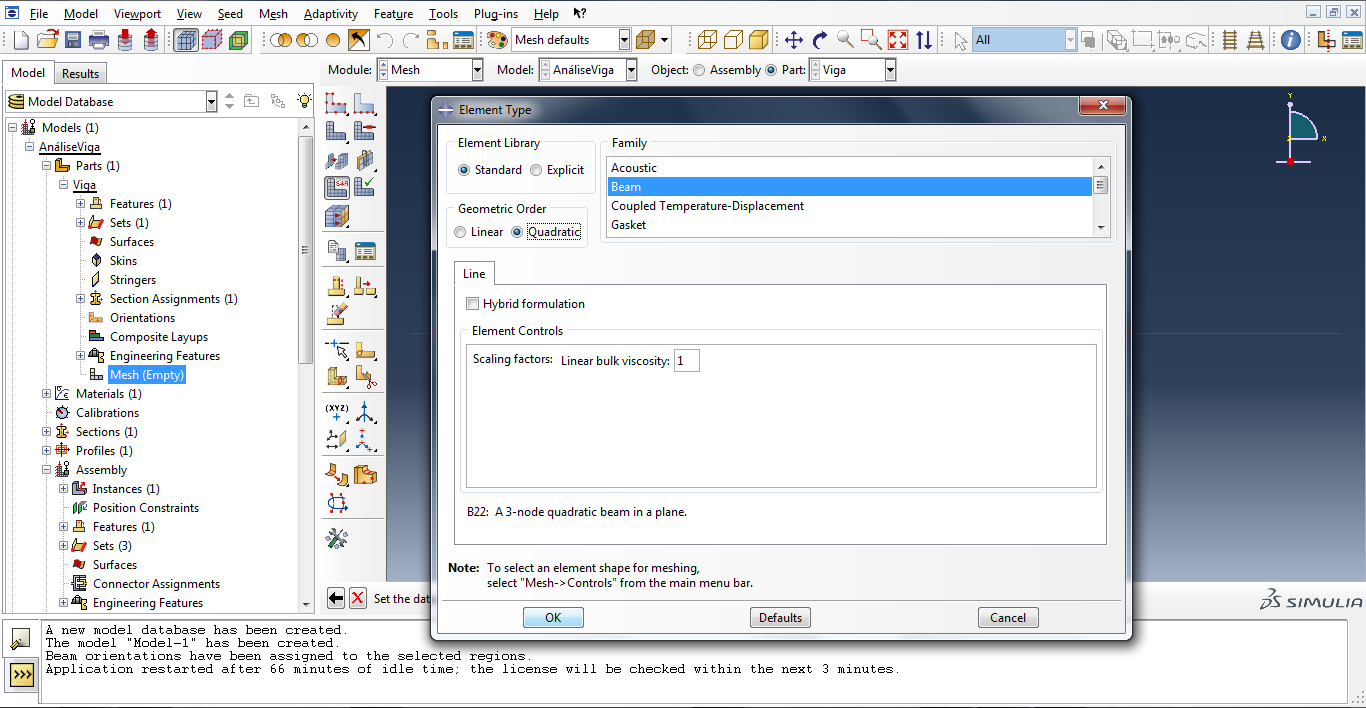 File Model Viewport View Seed Mesh Adaptivity Feature Tools Plug-ins Help
Mesh defaults All
Model Results Module: Mesh Model: AnáliseViga Object: Assembly Part: Viga
Model Database
Models (1)
AnáliseViga
Parts (1)
Viga
Features (1)
Sets (1)
Surfaces
Skins
Stringers
Section Assignments (1)
Orientations
Composite Layups
Engineering Features
Mesh (Empty)
Materials (1)
Calibrations
Sections (1)
Profiles (1)
Assembly
Instances (1)
Position Constraints
Features (1)
Sets (3)
Surfaces
Connector Assignments
Engineering Features
S4R
(XYZ)
Element Type
Element Library
Standard Explicit
Geometric Order
Linear Quadratic
Family
Acoustic
Beam
Coupled Temperature-Displacement
Gasket
Line
Hybrid formulation
Element Controls
Scaling factors: Linear bulk viscosity: 1
B22: A 3-node quadratic beam in a plane.
Note: To select an element shape for meshing,
select "Mesh->Controls" from the main menu bar.
OK Defaults Cancel
Y
Z X
Set the dat
SIMULIA
A new model database has been created.
The model "Model-1" has been created.
Beam orientations have been assigned to the selected regions.
Application restarted after 66 minutes of idle time; the license will be checked within the next 3 minutes.
>>>